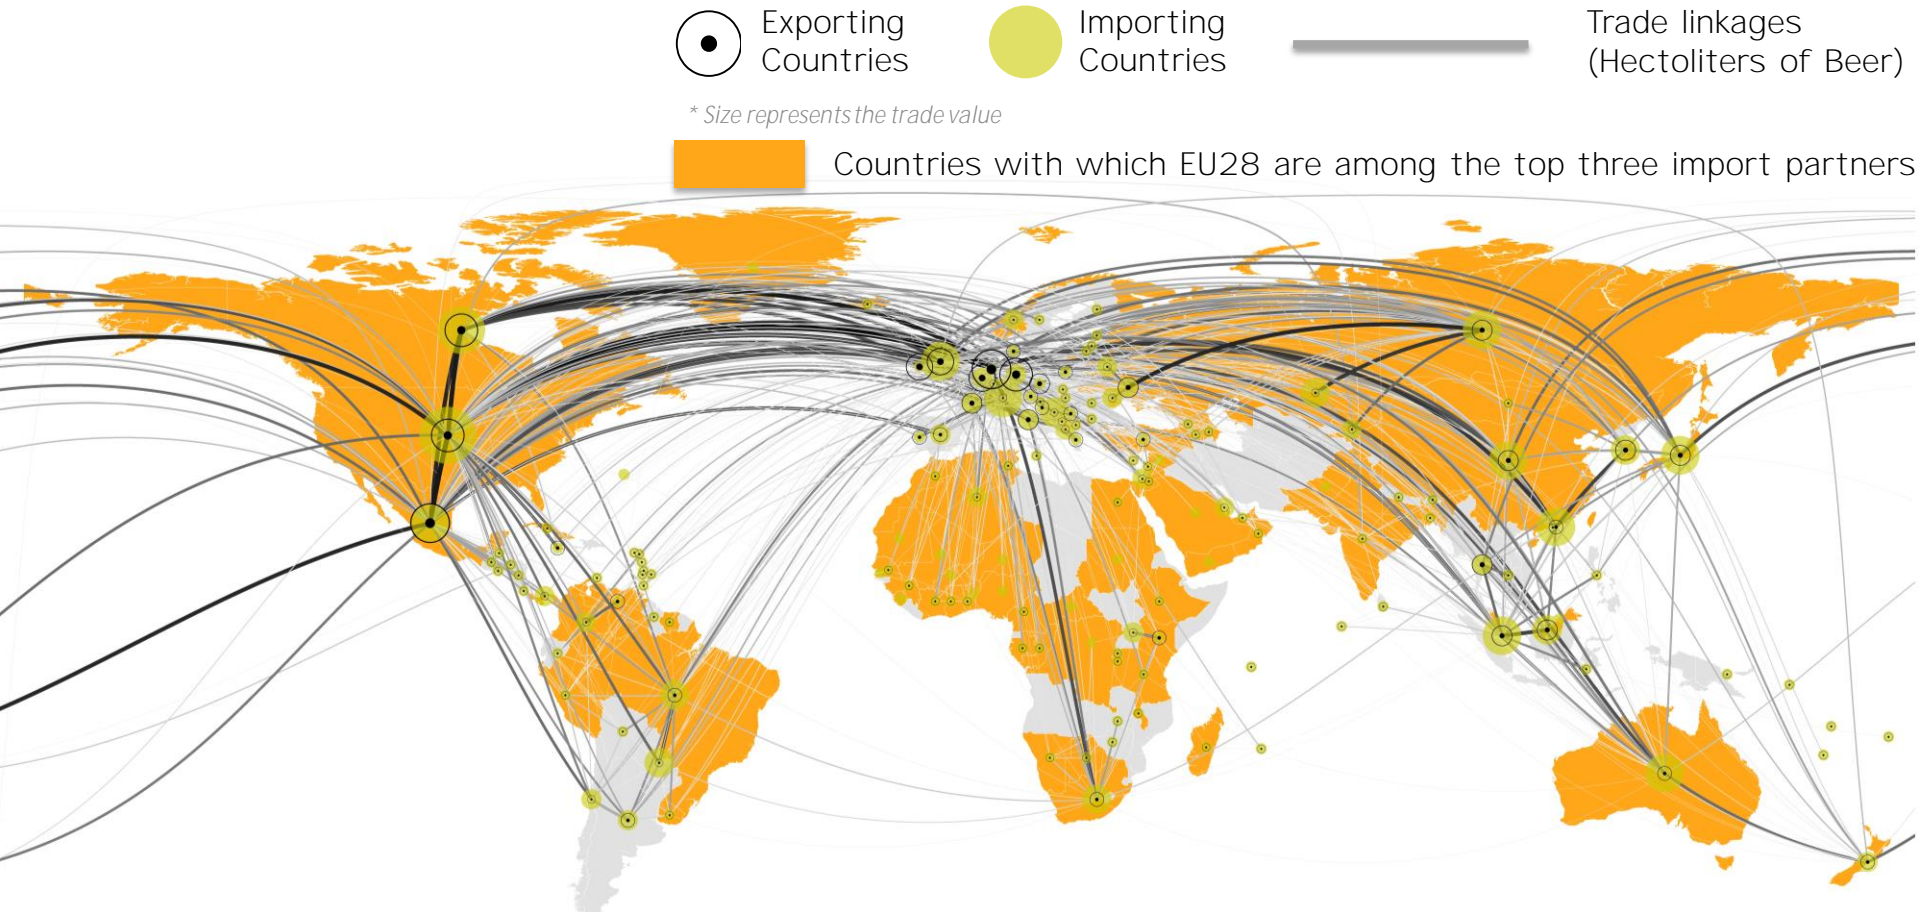 Exporting
Countries
Importing
Countries
Trade linkages
(Hectoliters of Beer)
* Size represents the trade value
Countries with which EU28 are among the top three import partners